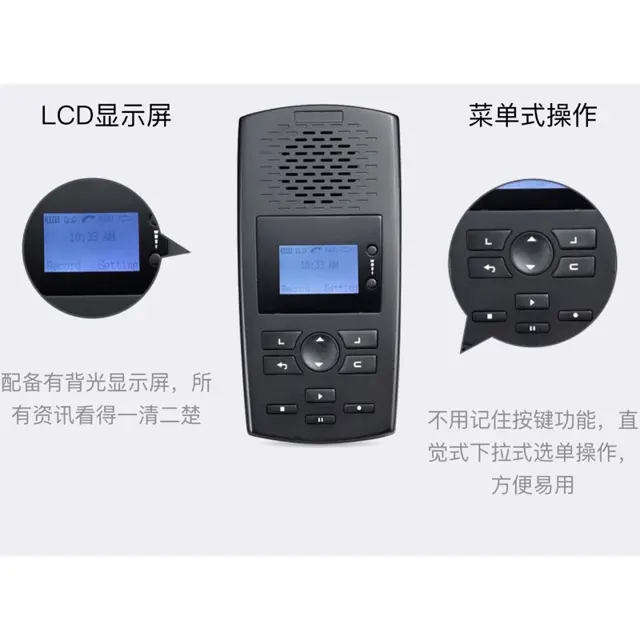 LCD显示屏
菜单式操作
10:33 AM
Record Setting
10:33 AM
Record Setting
配备有背光显示屏，所
有资讯看得一清二楚
不用记住按键功能，直
觉式下拉式选单操作，
方便易用